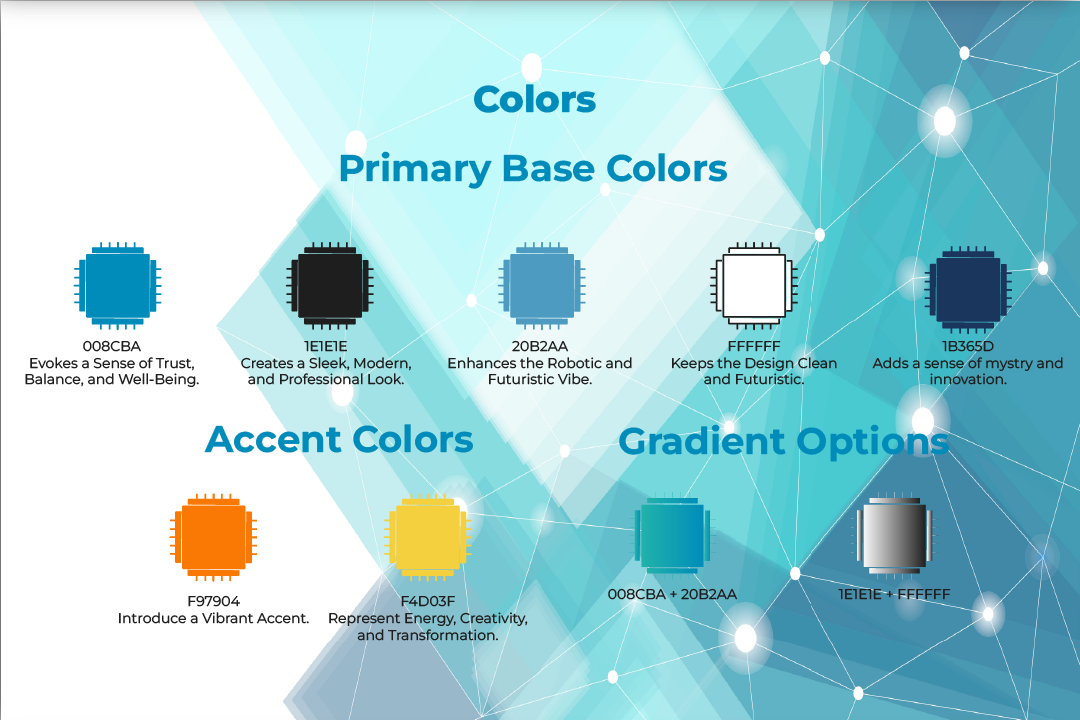 Colors
Primary Base Colors
008CBA
Evokes a Sense of Trust,
Balance, and Well-Being.
1E1E1E
Creates a Sleek, Modern,
and Professional Look.
20B2AA
Enhances the Robotic and
Futuristic Vibe.
FFFFFF
Keeps the Design Clean
and Futuristic.
1B365D
Adds a sense of mystry and
innovation.
Accent Colors
F97904
Introduce a Vibrant Accent.
F4D03F
Represent Energy, Creativity,
and Transformation.
Gradient Options
008CBA + 20B2AA
1E1E1E + FFFFFF